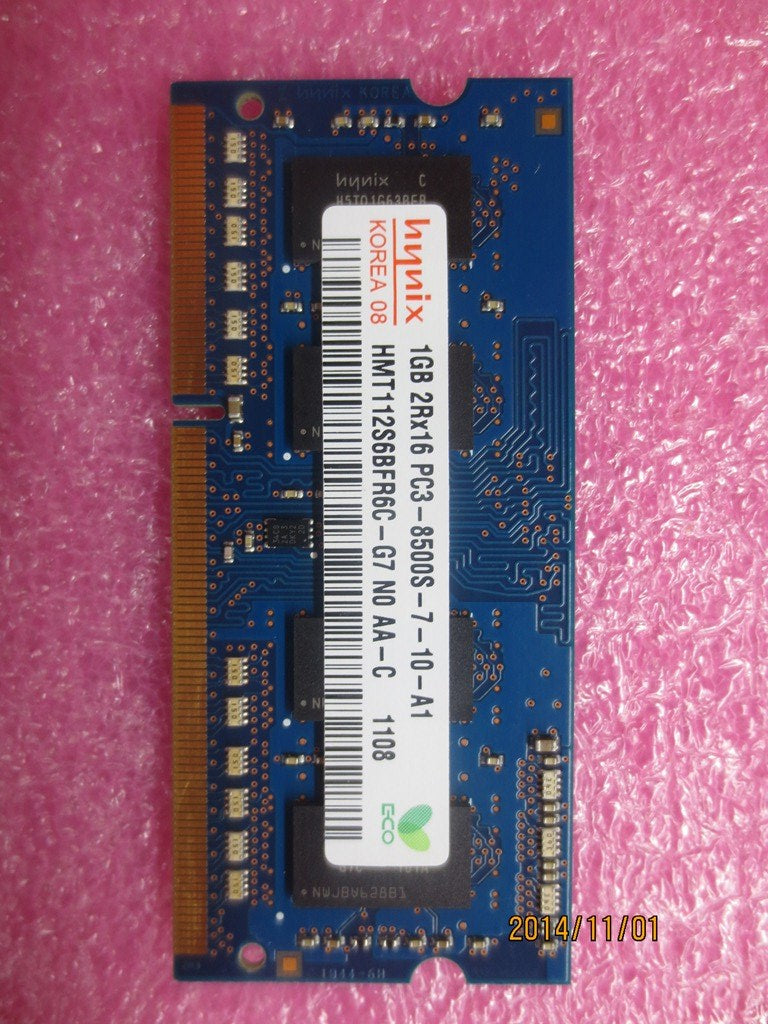 hynix KOREA
hynix C
hynix
KOREA 08
1GB 2Rx16 PC3-8500S-7-10-A1
HMT112S6BFR6C-G7 N0 AA-C 1108
ECO
N
N
N
NWJBA628B1
2014/11/01